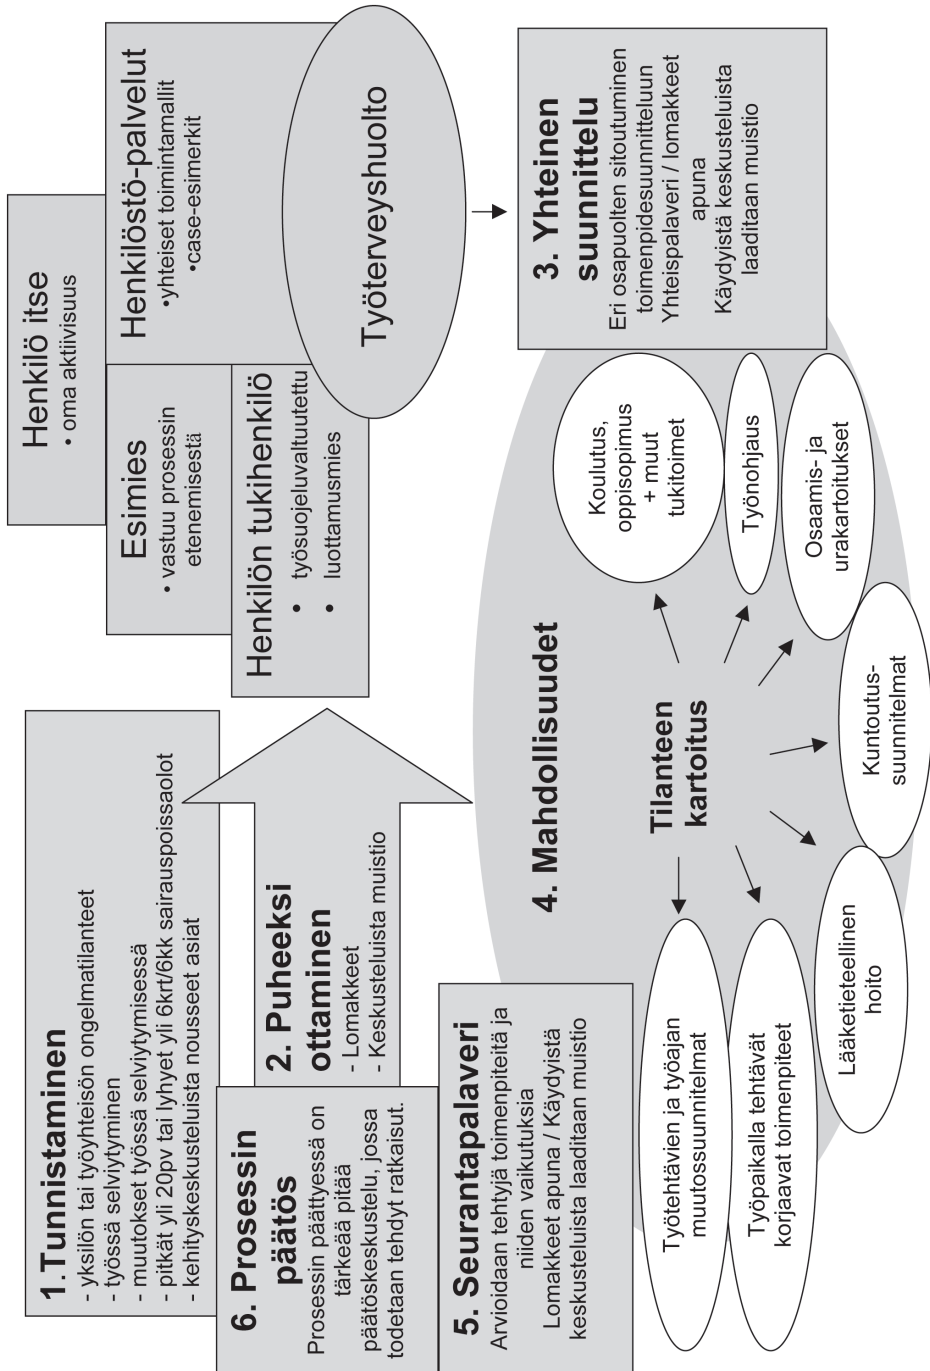 1.Tunnistaminen
- yksilön tai työyhteisön ongelmatilanteet
- työssä selviytyminen
- muutokset työssä selviytymisessä
- pitkät yli 20pv tai lyhyet yli 6krt/6kk sairauspoissaolot
- kehityskeskusteluista nousseet asiat
2. Puheeksi
ottaminen
- Lomakkeet
- Keskusteluista muistio
Henkilö itse
• oma aktiivisuus
Esimies
• vastuu prosessin
etenemisestä
Henkilön tukihenkilö
• työsuojeluvaltuutettu
• luottamusmies
Henkilöstö-palvelut
•yhteiset toimintamallit
•case-esimerkit
Työterveyshuolto
3. Yhteinen
suunnittelu
Eri osapuolten sitoutuminen
toimenpidesuunnitteluun
Yhteispalaveri / lomakkeet
apuna
Käydyistä keskusteluista
laaditaan muistio
4. Mahdollisuudet
Tilanteen
kartoitus
Koulutus,
oppisopimus
+ muut
tukitoimet
Työnohjaus
Osaamis- ja
urakartoitukset
Kuntoutus-
suunnitelmat
Lääketieteellinen
hoito
Työpaikalla tehtävät
korjaavat toimenpiteet
Työtehtävien ja työajan
muutossuunnitelmat
5. Seurantapalaveri
Arvioidaan tehtyjä toimenpiteitä ja
niiden vaikutuksia
Lomakkeet apuna / Käydyistä
keskusteluista laaditaan muistio
6. Prosessin
päätös
Prosessin päättyessä on
tärkeää pitää
päätöskeskustelu, jossa
todetaan tehdyt ratkaisut.